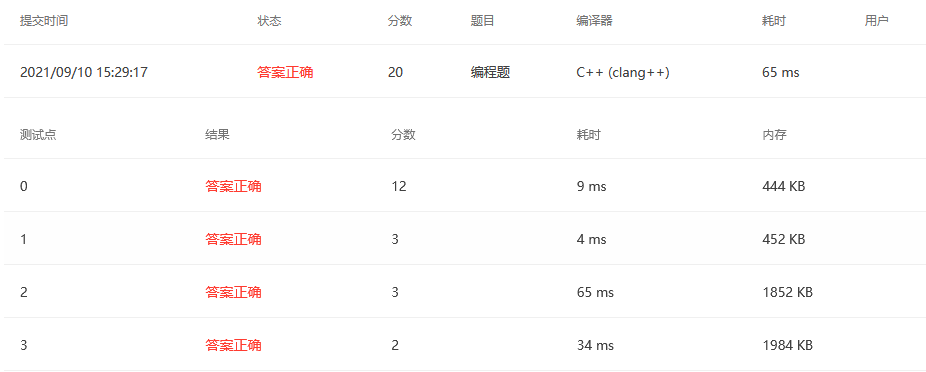 提交时间 状态 分数 题目 编译器 耗时 用户
2021/09/10 15:29:17 答案正确 20 编程题 C++ (clang++) 65 ms
测试点 结果 分数 耗时 内存
0 答案正确 12 9 ms 444 KB
1 答案正确 3 4 ms 452 KB
2 答案正确 3 65 ms 1852 KB
3 答案正确 2 34 ms 1984 KB